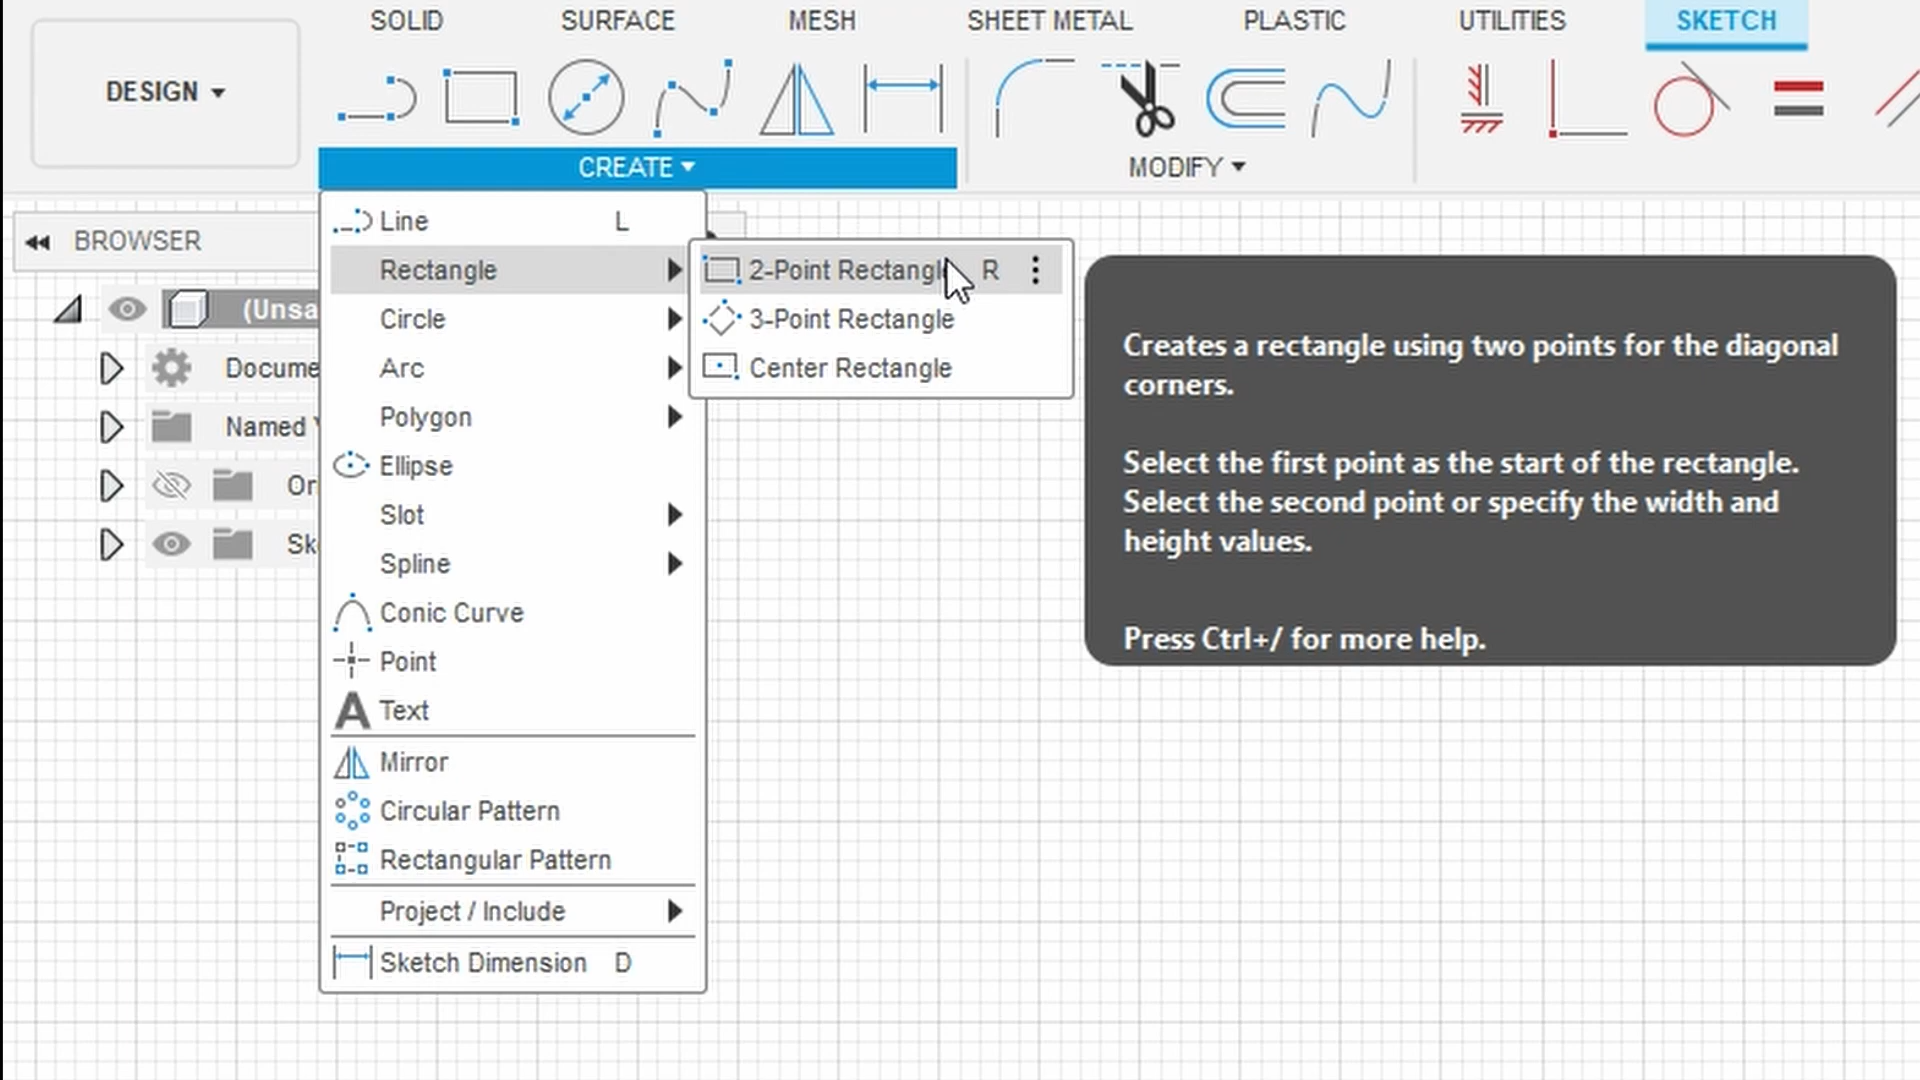 SOLID SURFACE MESH SHEET METAL PLASTIC UTILITIES SKETCH
DESIGN
CREATE MODIFY
BROWSER
(Unsa
Docume
Named
Ori
Sk
Line L
Rectangle
Circle
Arc
Polygon
Ellipse
Slot
Spline
Conic Curve
Point
Text
Mirror
Circular Pattern
Rectangular Pattern
Project / Include
Sketch Dimension D
2-Point Rectangle R
3-Point Rectangle
Center Rectangle
Creates a rectangle using two points for the diagonal
corners.
Select the first point as the start of the rectangle.
Select the second point or specify the width and
height values.
Press Ctrl+/ for more help.